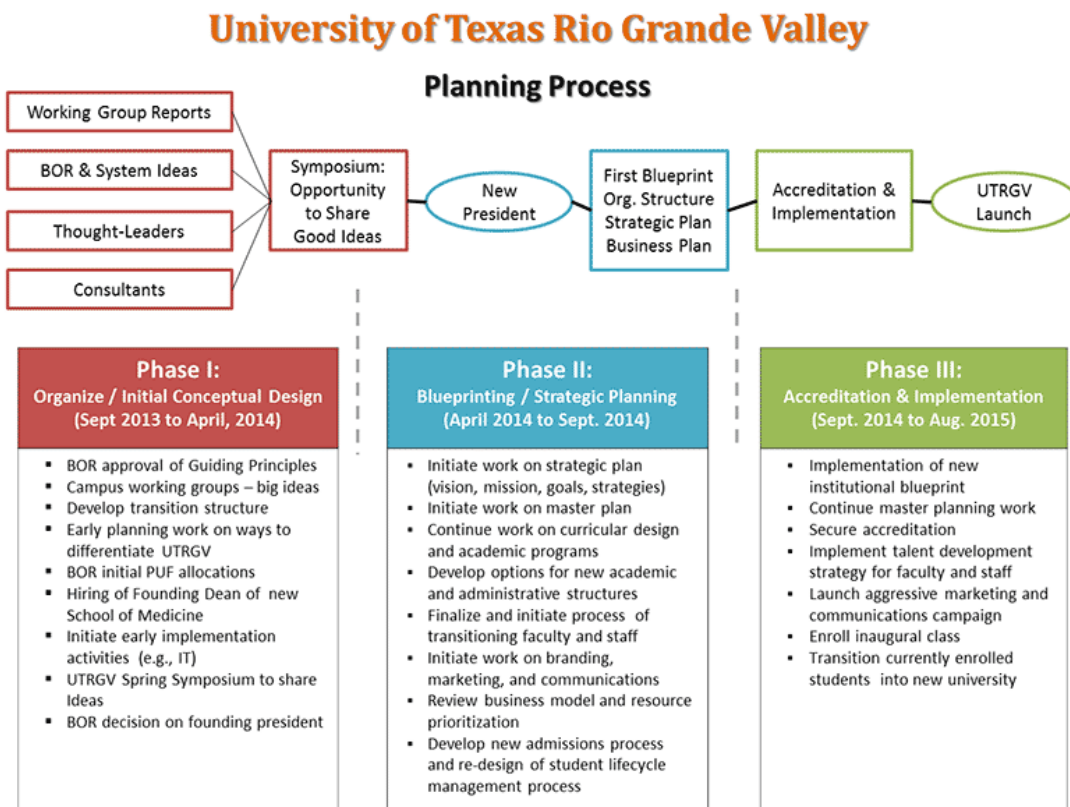 University of Texas Rio Grande Valley
Planning Process
Working Group Reports
BOR & System Ideas
Thought-Leaders
Consultants
Symposium:
Opportunity
to Share
Good Ideas
New
President
First Blueprint
Org. Structure
Strategic Plan
Business Plan
Accreditation &
Implementation
UTRGV
Launch
Phase I:
Organize / Initial Conceptual Design
(Sept 2013 to April, 2014)
▪ BOR approval of Guiding Principles
▪ Campus working groups – big ideas
▪ Develop transition structure
▪ Early planning work on ways to
differentiate UTRGV
▪ BOR initial PUF allocations
▪ Hiring of Founding Dean of new
School of Medicine
▪ Initiate early implementation
activities (e.g., IT)
▪ UTRGV Spring Symposium to share
Ideas
▪ BOR decision on founding president
Phase II:
Blueprinting / Strategic Planning
(April 2014 to Sept. 2014)
▪ Initiate work on strategic plan
(vision, mission, goals, strategies)
▪ Initiate work on master plan
▪ Continue work on curricular design
and academic programs
▪ Develop options for new academic
and administrative structures
▪ Finalize and initiate process of
transitioning faculty and staff
▪ Initiate work on branding,
marketing, and communications
▪ Review business model and resource
prioritization
▪ Develop new admissions process
and re-design of student lifecycle
management process
Phase III:
Accreditation & Implementation
(Sept. 2014 to Aug. 2015)
▪ Implementation of new
institutional blueprint
▪ Continue master planning work
▪ Secure accreditation
▪ Implement talent development
strategy for faculty and staff
▪ Launch aggressive marketing and
communications campaign
▪ Enroll inaugural class
▪ Transition currently enrolled
students into new university